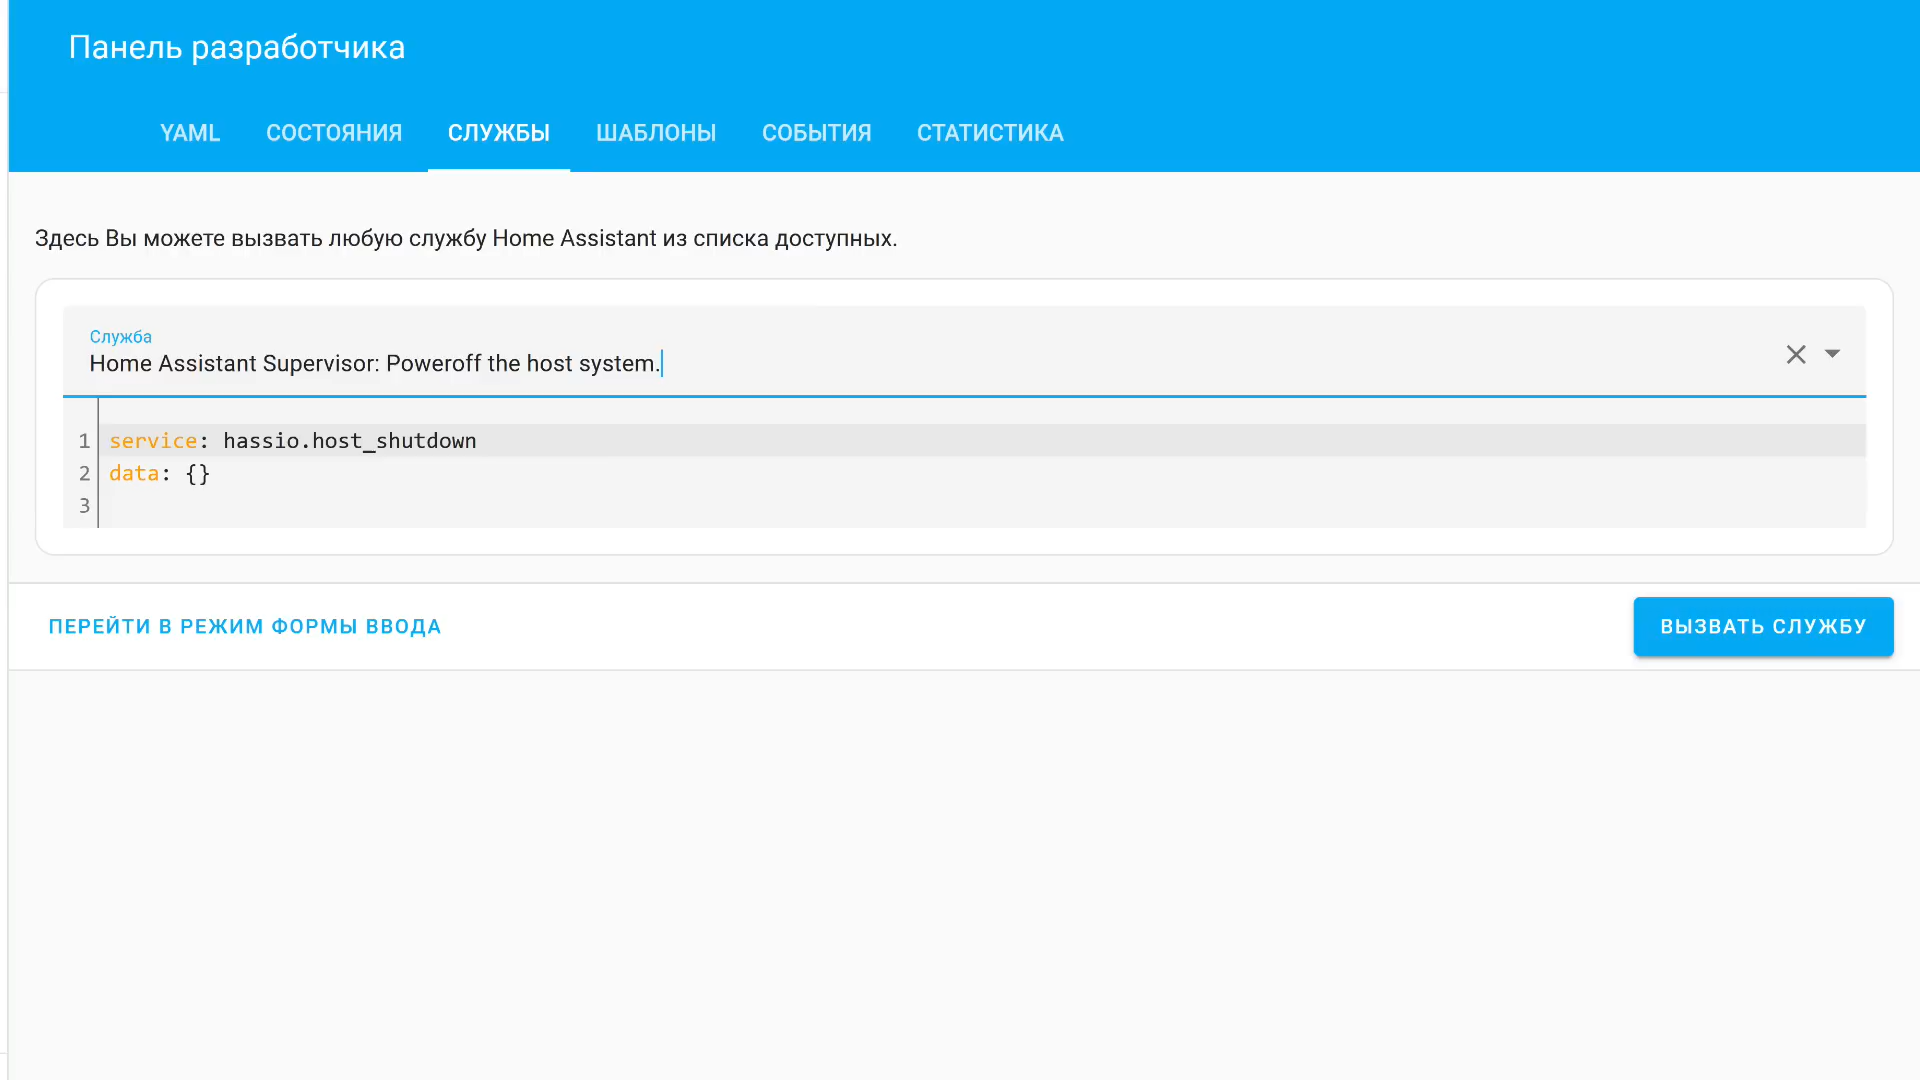 Панель разработчика
YAML СОСТОЯНИЯ СЛУЖБЫ ШАБЛОНЫ СОБЫТИЯ СТАТИСТИКА
Здесь Вы можете вызвать любую службу Home Assistant из списка доступных.
Служба
Home Assistant Supervisor: Poweroff the host system.
1 service: hassio.host_shutdown
2 data: {}
3
ПЕРЕЙТИ В РЕЖИМ ФОРМЫ ВВОДА ВЫЗВАТЬ СЛУЖБУ